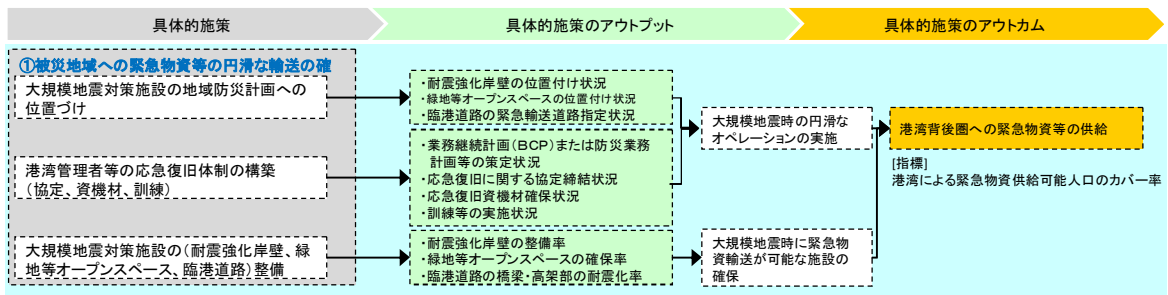 具体的施策
具体的施策のアウトプット
具体的施策のアウトカム
①被災地域への緊急物資等の円滑な輸送の確
大規模地震対策施設の地域防災計画への
位置づけ
港湾管理者等の応急復旧体制の構築
(協定、資機材、訓練)
大規模地震対策施設の(耐震強化岸壁、緑
地等オープンスペース、臨港道路)整備
・耐震強化岸壁の位置付け状況
・緑地等オープンスペースの位置付け状況
・臨港道路の緊急輸送道路指定状況
・業務継続計画(BCP)または防災業務
計画等の策定状況
・応急復旧に関する協定締結状況
・応急復旧資機材確保状況
・訓練等の実施状況
・耐震強化岸壁の整備率
・緑地等オープンスペースの確保率
・臨港道路の橋梁・高架部の耐震化率
大規模地震時の円滑な
オペレーションの実施
大規模地震時に緊急物
資輸送が可能な施設の
確保
港湾背後圏への緊急物資等の供給
[指標]
港湾による緊急物資供給可能人口のカバー率